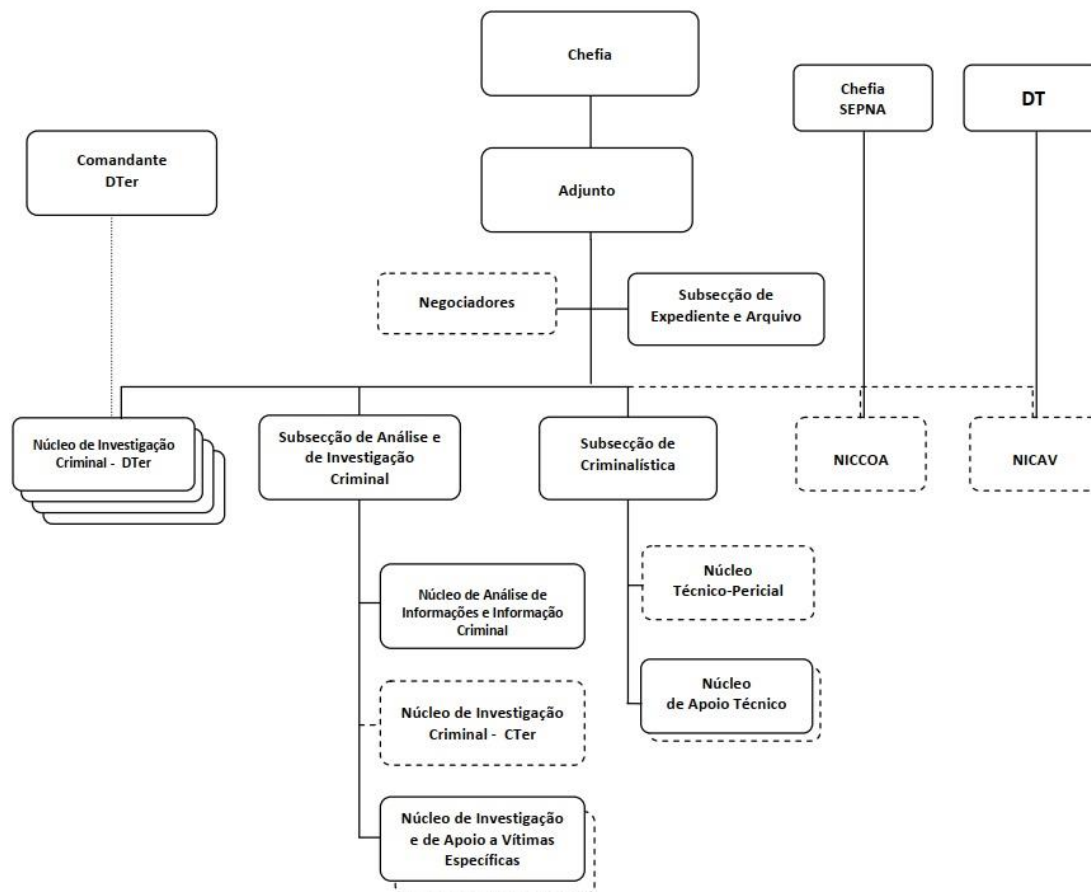 Chefia
Chefia
SEPNA
DT
Comandante
DTer
Adjunto
Negociadores
Subsecção de
Expediente e Arquivo
Núcleo de Investigação
Criminal - DTer
Subsecção de Análise e
de Investigação
Criminal
Subsecção de
Criminalística
NICCOA
NICAV
Núcleo de Análise de
Informações e Informação
Criminal
Núcleo
Técnico-Pericial
Núcleo de Investigação
Criminal - CTer
Núcleo
de Apoio Técnico
Núcleo de Investigação
e de Apoio a Vítimas
Específicas